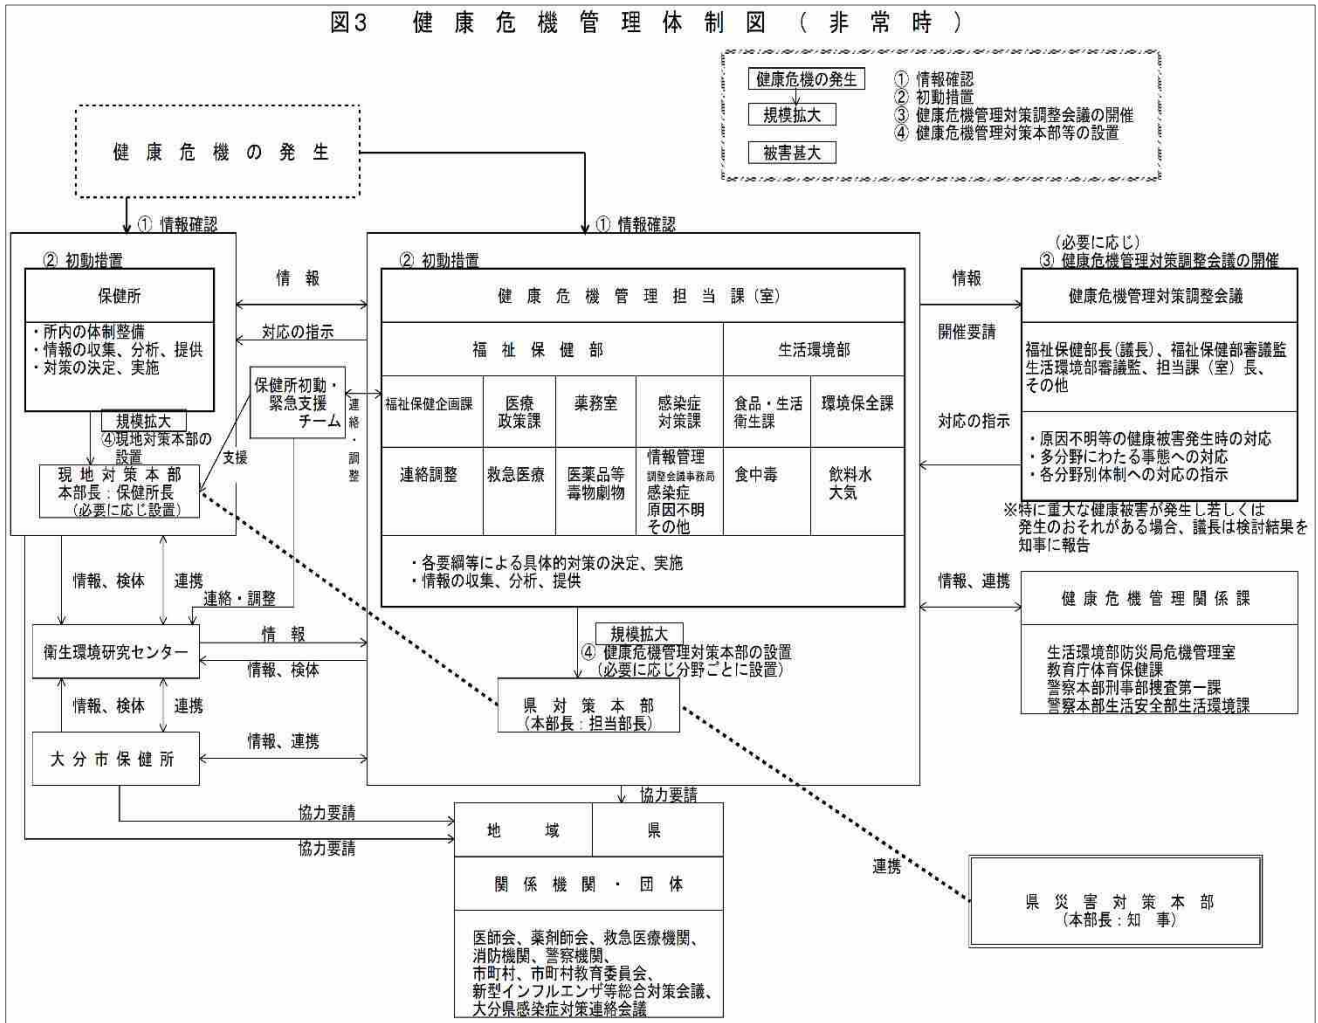 図3 健康危機管理体制図(非常時)
健康危機の発生
規模拡大
被害甚大
① 情報確認
② 初動措置
③ 健康危機管理対策調整会議の開催
④ 健康危機管理対策本部等の設置
健康危機の発生
① 情報確認
① 情報確認
② 初動措置
保健所
・所内の体制整備
・情報の収集、分析、提供
・対策の決定、実施
規模拡大
④現地対策本部の
設置
現地対策本部
本部長:保健所長
(必要に応じ設置)
情報
対応の指示
保健所初動・
緊急支援
チーム
支援
連絡・調整
② 初動措置
健康危機管理担当課(室)
福祉保健部
生活環境部
福祉保健企画課
医療
政策課
薬務室
感染症
対策課
食品・生活
衛生課
環境保全課
連絡調整
救急医療
医薬品等
毒物劇物
情報管理
調整会議事務局
感染症
原因不明
その他
食中毒
飲料水
大気
・各要綱等による具体的対策の決定、実施
・情報の収集、分析、提供
規模拡大
④ 健康危機管理対策本部の設置
(必要に応じ分野ごとに設置)
県対策本部
(本部長:担当部長)
情報
開催要請
対応の指示
(必要に応じ)
③ 健康危機管理対策調整会議の開催
健康危機管理対策調整会議
福祉保健部長(議長)、福祉保健部審議監
生活環境部審議監、担当課(室)長、
その他
・原因不明等の健康被害発生時の対応
・多分野にわたる事態への対応
・各分野別体制への対応の指示
※特に重大な健康被害が発生し若しくは
発生のおそれがある場合、議長は検討結果を
知事に報告
情報、連携
健康危機管理関係課
生活環境部防災局危機管理室
教育庁体育保健課
警察本部刑事部捜査第一課
警察本部生活安全部生活環境課
情報、検体
連携
連絡・調整
衛生環境研究センター
情報
情報、検体
情報、検体
連携
大分市保健所
情報、連携
協力要請
協力要請
協力要請
地域
県
関係機関・団体
医師会、薬剤師会、救急医療機関、
消防機関、警察機関、
市町村、市町村教育委員会、
新型インフルエンザ等総合対策会議、
大分県感染症対策連絡会議
連携
県災害対策本部
(本部長:知事)